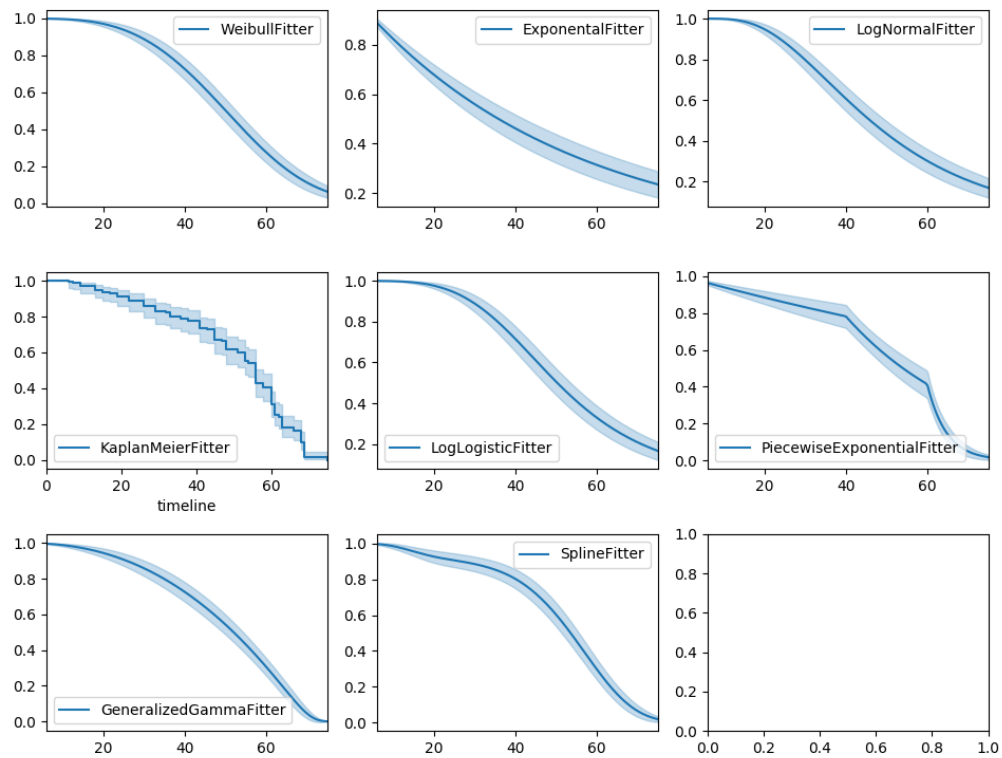 1.0
0.8
0.6
0.4
0.2
0.0
WeibullFitter
20 40 60
0.8
0.6
0.4
0.2
ExponentalFitter
20 40 60
1.0
0.8
0.6
0.4
0.2
LogNormalFitter
20 40 60
1.0
0.8
0.6
0.4
0.2
0.0
KaplanMeierFitter
0 20 40 60
timeline
1.0
0.8
0.6
0.4
0.2
LogLogisticFitter
20 40 60
1.0
0.8
0.6
0.4
0.2
0.0
PiecewiseExponentialFitter
20 40 60
1.0
0.8
0.6
0.4
0.2
0.0
GeneralizedGammaFitter
20 40 60
1.0
0.8
0.6
0.4
0.2
0.0
SplineFitter
20 40 60
1.0
0.8
0.6
0.4
0.2
0.0
0.0 0.2 0.4 0.6 0.8 1.0